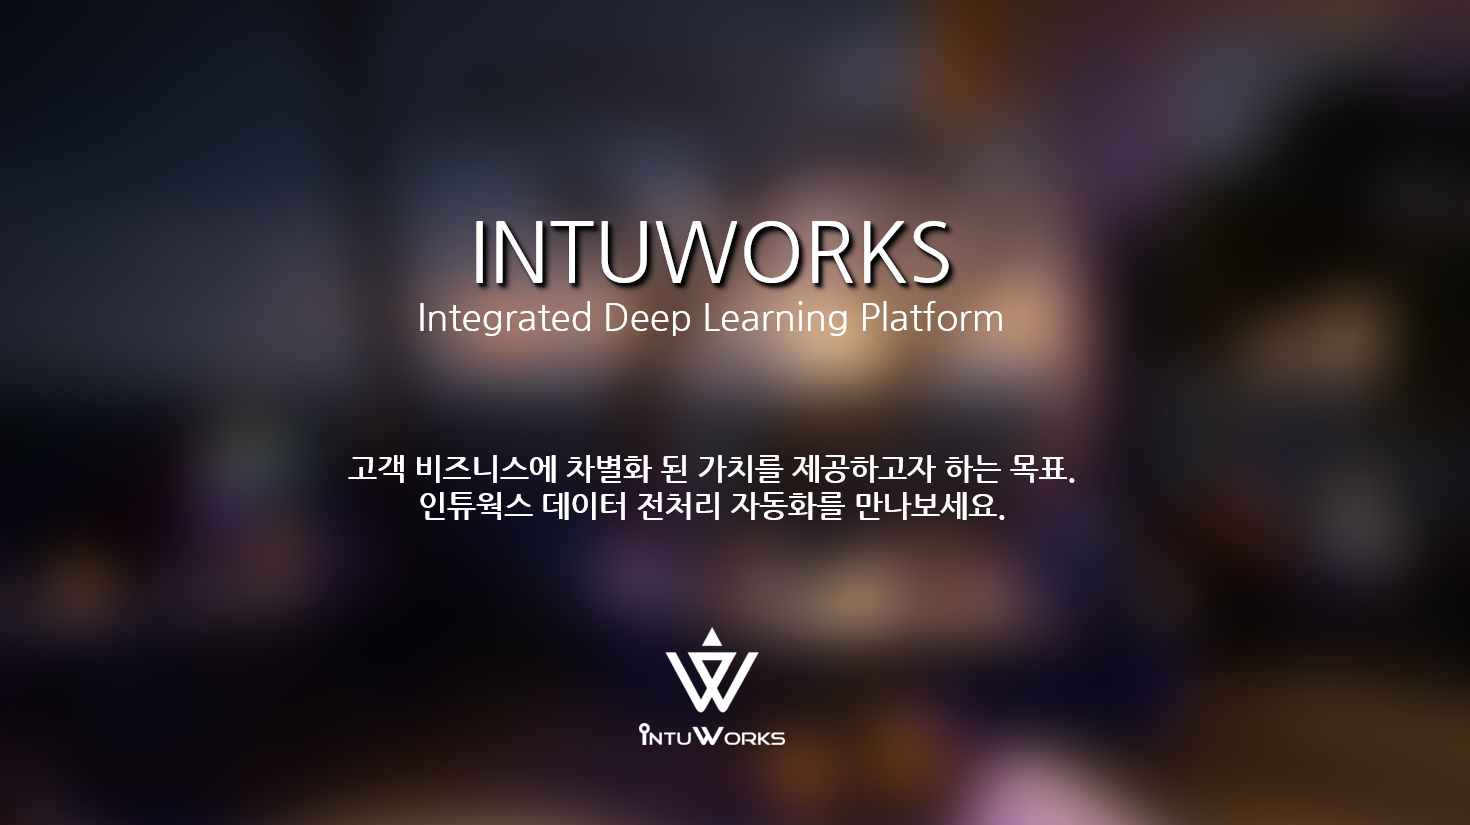 INTUWORKS
Integrated Deep Learning Platform
고객 비즈니스에 차별화 된 가치를 제공하고자 하는 목표.
인튜웍스 데이터 전처리 자동화를 만나보세요.
INTUWORKS